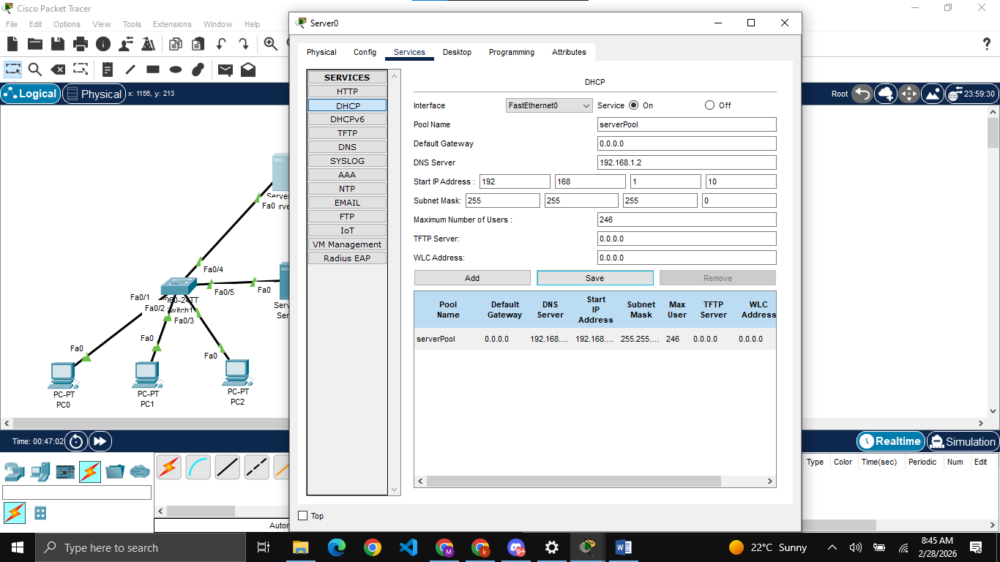 Cisco Packet Tracer
File Edit Options View Tools Extensions Window Help
Logical Physical x: 1156, y: 213
Root 23:59:30
Fa0
Fa0/4
Fa0/5 Fa0
Fa0/1
Fa0/2
Fa0/3
Fa0
Fa0
Fa0
PC-PT
PC0
PC-PT
PC1
PC-PT
PC2
Server0
Physical Config Services Desktop Programming Attributes
SERVICES
HTTP
DHCP
DHCPv6
TFTP
DNS
SYSLOG
AAA
NTP
EMAIL
FTP
IoT
VM Management
Radius EAP
DHCP
Interface FastEthernet0 Service On Off
Pool Name serverPool
Default Gateway 0.0.0.0
DNS Server 192.168.1.2
Start IP Address : 192 168 1 10
Subnet Mask: 255 255 255 0
Maximum Number of Users : 246
TFTP Server: 0.0.0.0
WLC Address: 0.0.0.0
Add Save Remove
Pool Name Default Gateway DNS Server Start IP Address Subnet Mask Max User TFTP Server WLC Address
serverPool 0.0.0.0 192.168.... 192.168.... 255.255.... 246 0.0.0.0 0.0.0.0
Top
Time: 00:47:02
Realtime Simulation
Type Color Time(sec) Periodic Num Edit
Type here to search
22°C Sunny
8:45 AM
2/28/2026